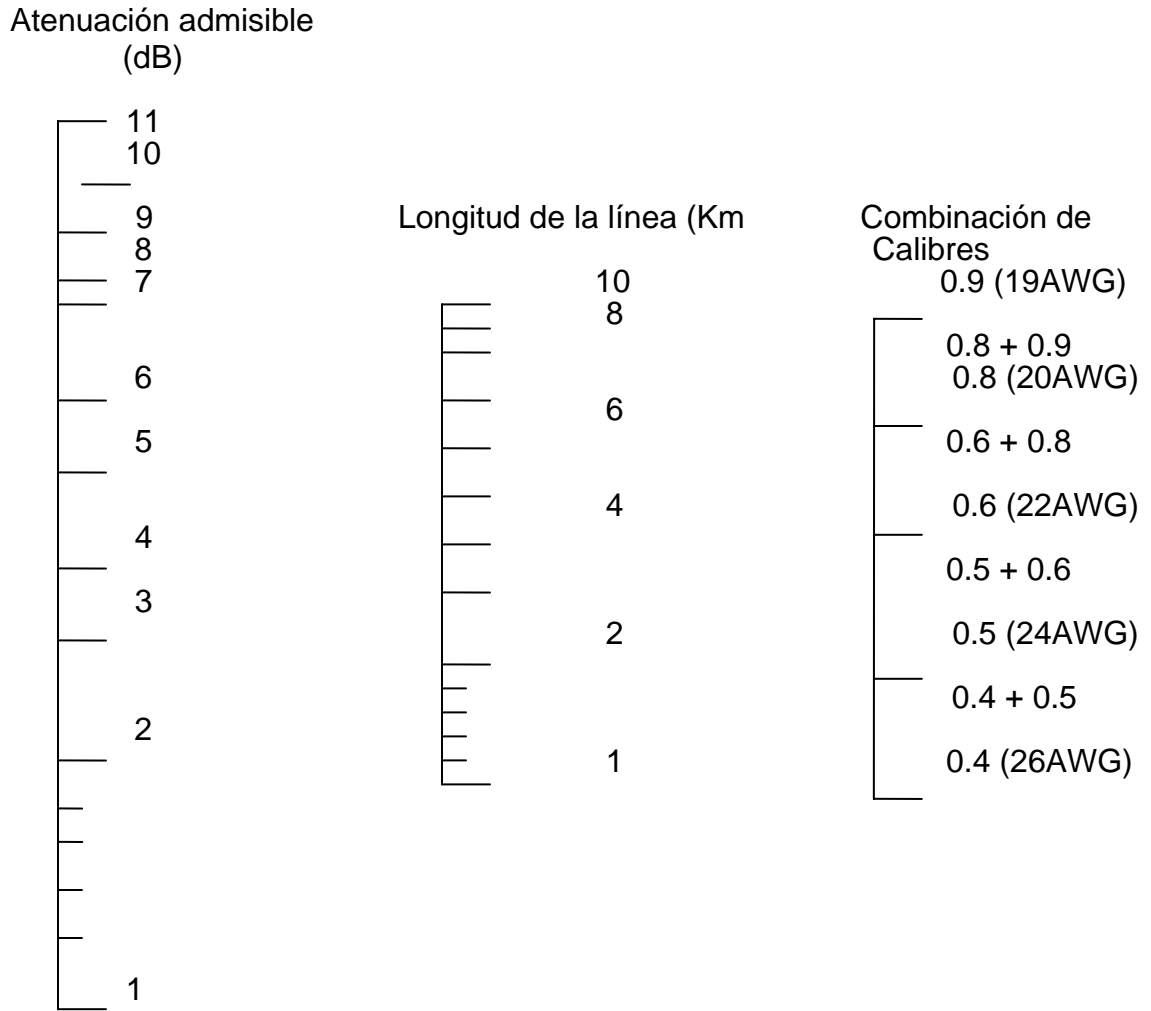 Atenuación admisible
(dB)
11
10
9
8
7
6
5
4
3
2
1
Longitud de la línea (Km
10
8
6
4
2
1
Combinación de
Calibres
0.9 (19AWG)
0.8 + 0.9
0.8 (20AWG)
0.6 + 0.8
0.6 (22AWG)
0.5 + 0.6
0.5 (24AWG)
0.4 + 0.5
0.4 (26AWG)